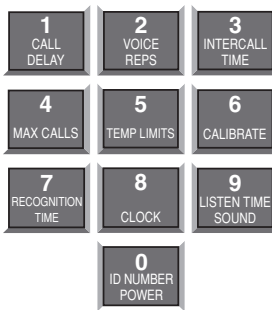 1
CALL
DELAY
2
VOICE
REPS
3
INTERCALL
TIME
4
MAX CALLS
5
TEMP LIMITS
6
CALIBRATE
7
RECOGNITION
TIME
8
CLOCK
9
LISTEN TIME
SOUND
0
ID NUMBER
POWER